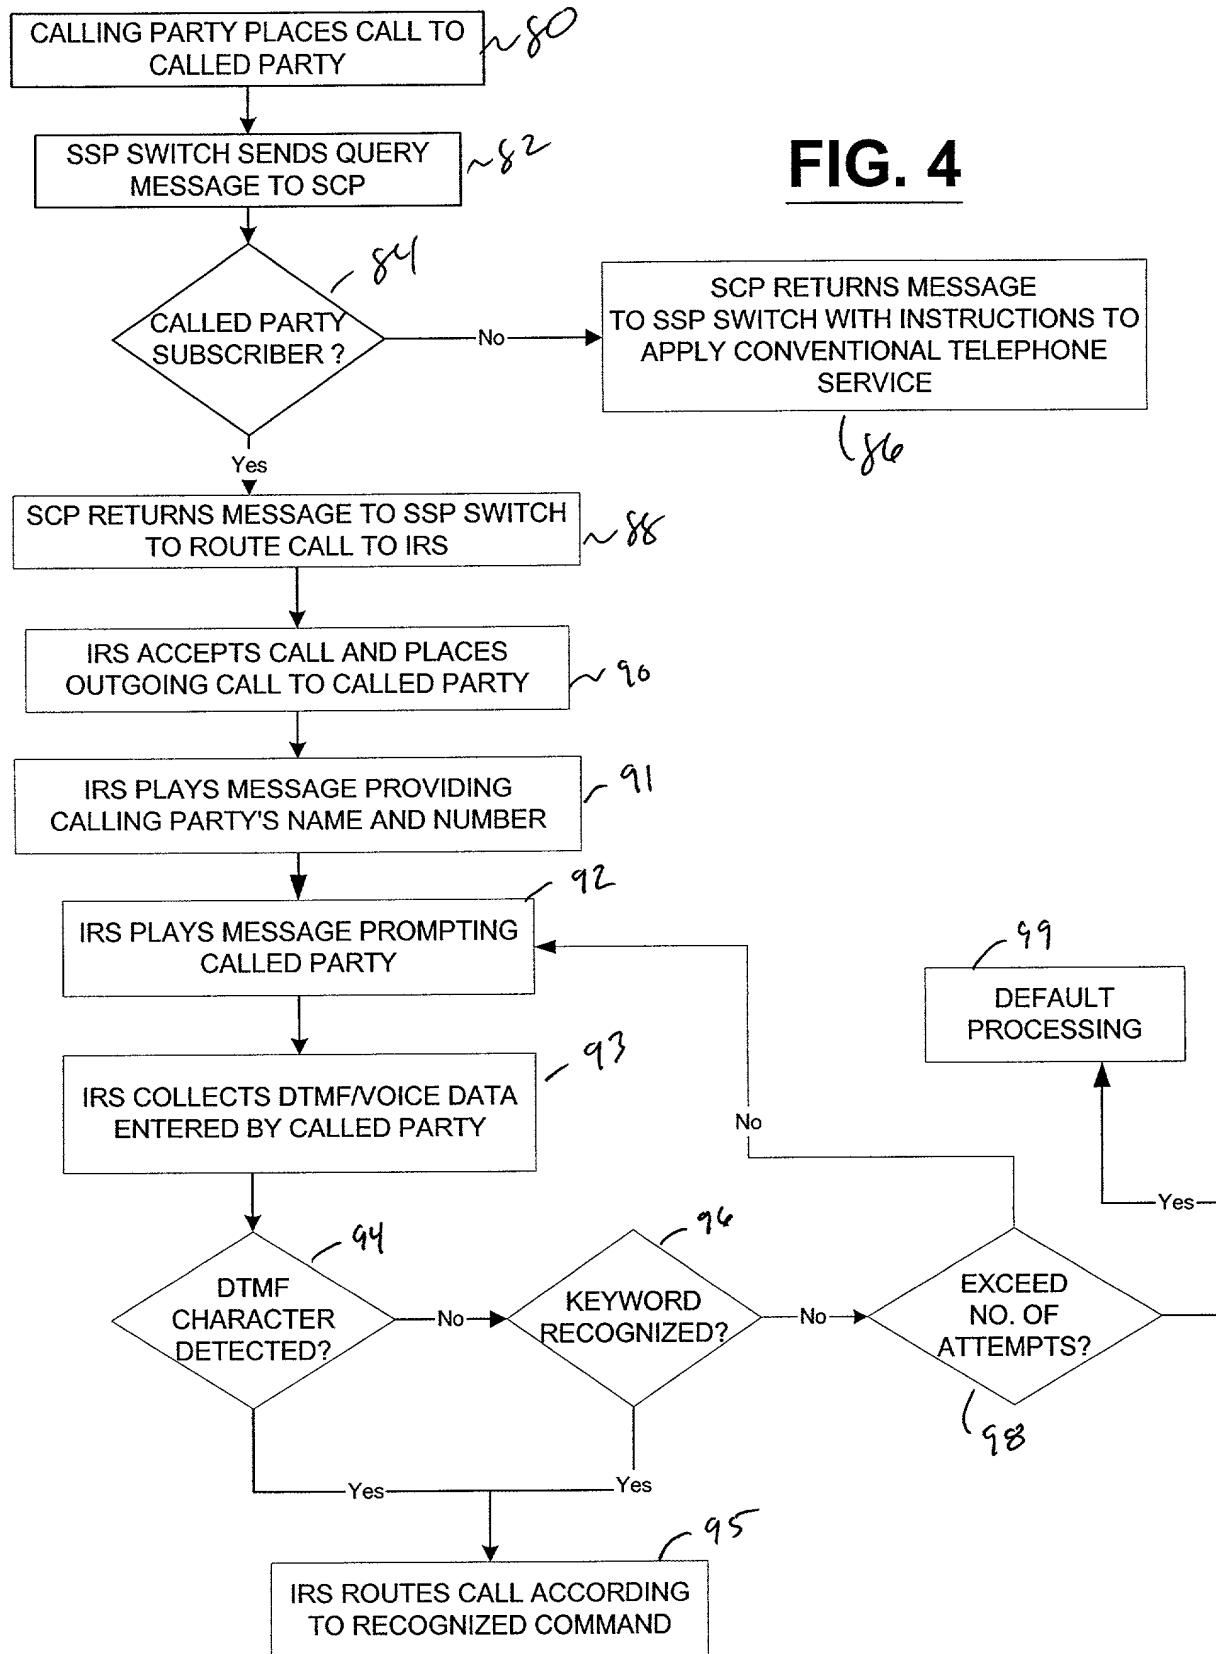 CALLING PARTY PLACES CALL TO
CALLED PARTY
80
SSP SWITCH SENDS QUERY
MESSAGE TO SCP
82
FIG. 4
84
CALLED PARTY
SUBSCRIBER ?
No
SCP RETURNS MESSAGE
TO SSP SWITCH WITH INSTRUCTIONS TO
APPLY CONVENTIONAL TELEPHONE
SERVICE
86
Yes
SCP RETURNS MESSAGE TO SSP SWITCH
TO ROUTE CALL TO IRS
88
IRS ACCEPTS CALL AND PLACES
OUTGOING CALL TO CALLED PARTY
90
IRS PLAYS MESSAGE PROVIDING
CALLING PARTY'S NAME AND NUMBER
91
92
IRS PLAYS MESSAGE PROMPTING
CALLED PARTY
99
DEFAULT
PROCESSING
93
IRS COLLECTS DTMF/VOICE DATA
ENTERED BY CALLED PARTY
No
Yes
94
DTMF
CHARACTER
DETECTED?
No
96
KEYWORD
RECOGNIZED?
No
EXCEED
NO. OF
ATTEMPTS?
98
Yes
Yes
95
IRS ROUTES CALL ACCORDING
TO RECOGNIZED COMMAND